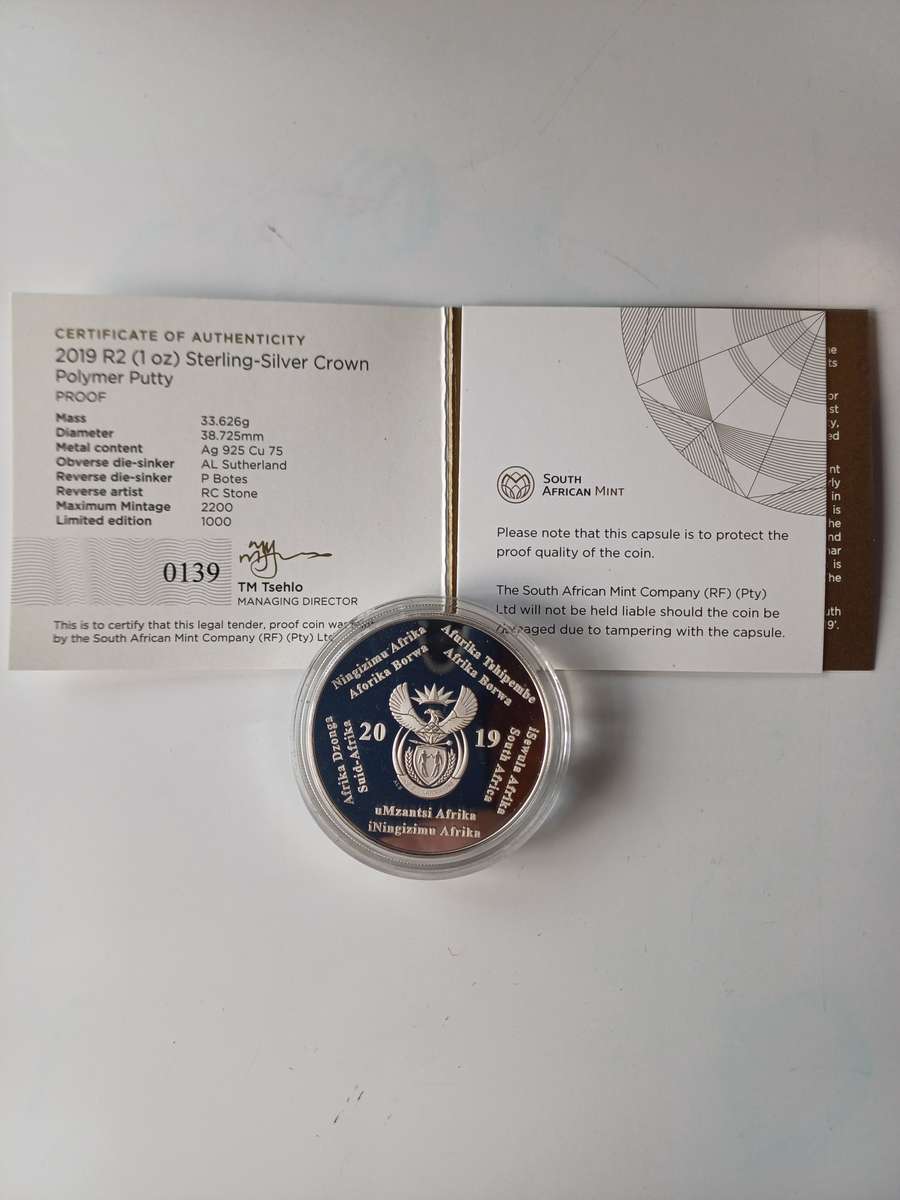 CERTIFICATE OF AUTHENTICITY
2019 R2 (1 oz) Sterling-Silver Crown
Polymer Putty
PROOF
Mass 33.626g
Diameter 38.725mm
Metal content Ag 925 Cu 75
Obverse die-sinker AL Sutherland
Reverse die-sinker P Botes
Reverse artist RC Stone
Maximum Mintage 2200
Limited edition 1000
0139
TM Tsehlo
MANAGING DIRECTOR
This is to certify that this legal tender, proof coin was
by the South African Mint Company (RF) (Pty) Ltd
SOUTH
AFRICAN MINT
Please note that this capsule is to protect the
proof quality of the coin.
The South African Mint Company (RF) (Pty)
Ltd will not be held liable should the coin be
damaged due to tampering with the capsule.
Ningizimu Afrika
Aforika Borwa
Afurika Tshipembe
Afrika Borwa
Afrika Dzonga
Suid-Afrika
20 19
iSewula Afrika
South Africa
uMzantsi Afrika
iNingizimu Afrika